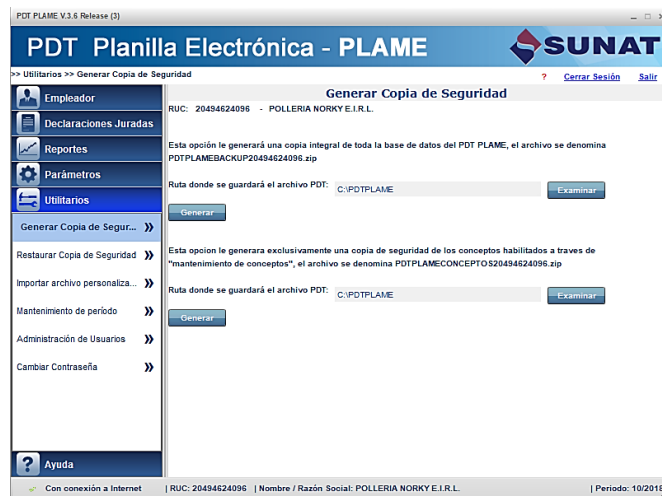 PDT PLAME V.3.6 Release (3)
PDT Planilla Electrónica - PLAME
SUNAT
>> Utilitarios >> Generar Copia de Seguridad
? Cerrar Sesión Salir
Empleador
Declaraciones Juradas
Reportes
Parámetros
Utilitarios
Generar Copia de Segur... »
Restaurar Copia de Seguridad »
Importar archivo personaliza... »
Mantenimiento de período »
Administración de Usuarios »
Cambiar Contraseña »
? Ayuda
Generar Copia de Seguridad
RUC: 20494624096 - POLLERIA NORKY E.I.R.L.
Esta opción le generará una copia integral de toda la base de datos del PDT PLAME, el archivo se denomina
PDTPLAMEBACKUP20494624096.zip
Ruta donde se guardará el archivo PDT: C:\PDTPLAME Examinar
Generar
Esta opcion le generara exclusivamente una copia de seguridad de los conceptos habilitados a traves de
"mantenimiento de conceptos", el archivo se denomina PDTPLAMECONCEPTOS20494624096.zip
Ruta donde se guardará el archivo PDT: C:\PDTPLAME Examinar
Generar
Con conexión a Internet | RUC: 20494624096 | Nombre / Razón Social: POLLERIA NORKY E.I.R.L. | Periodo: 10/2018